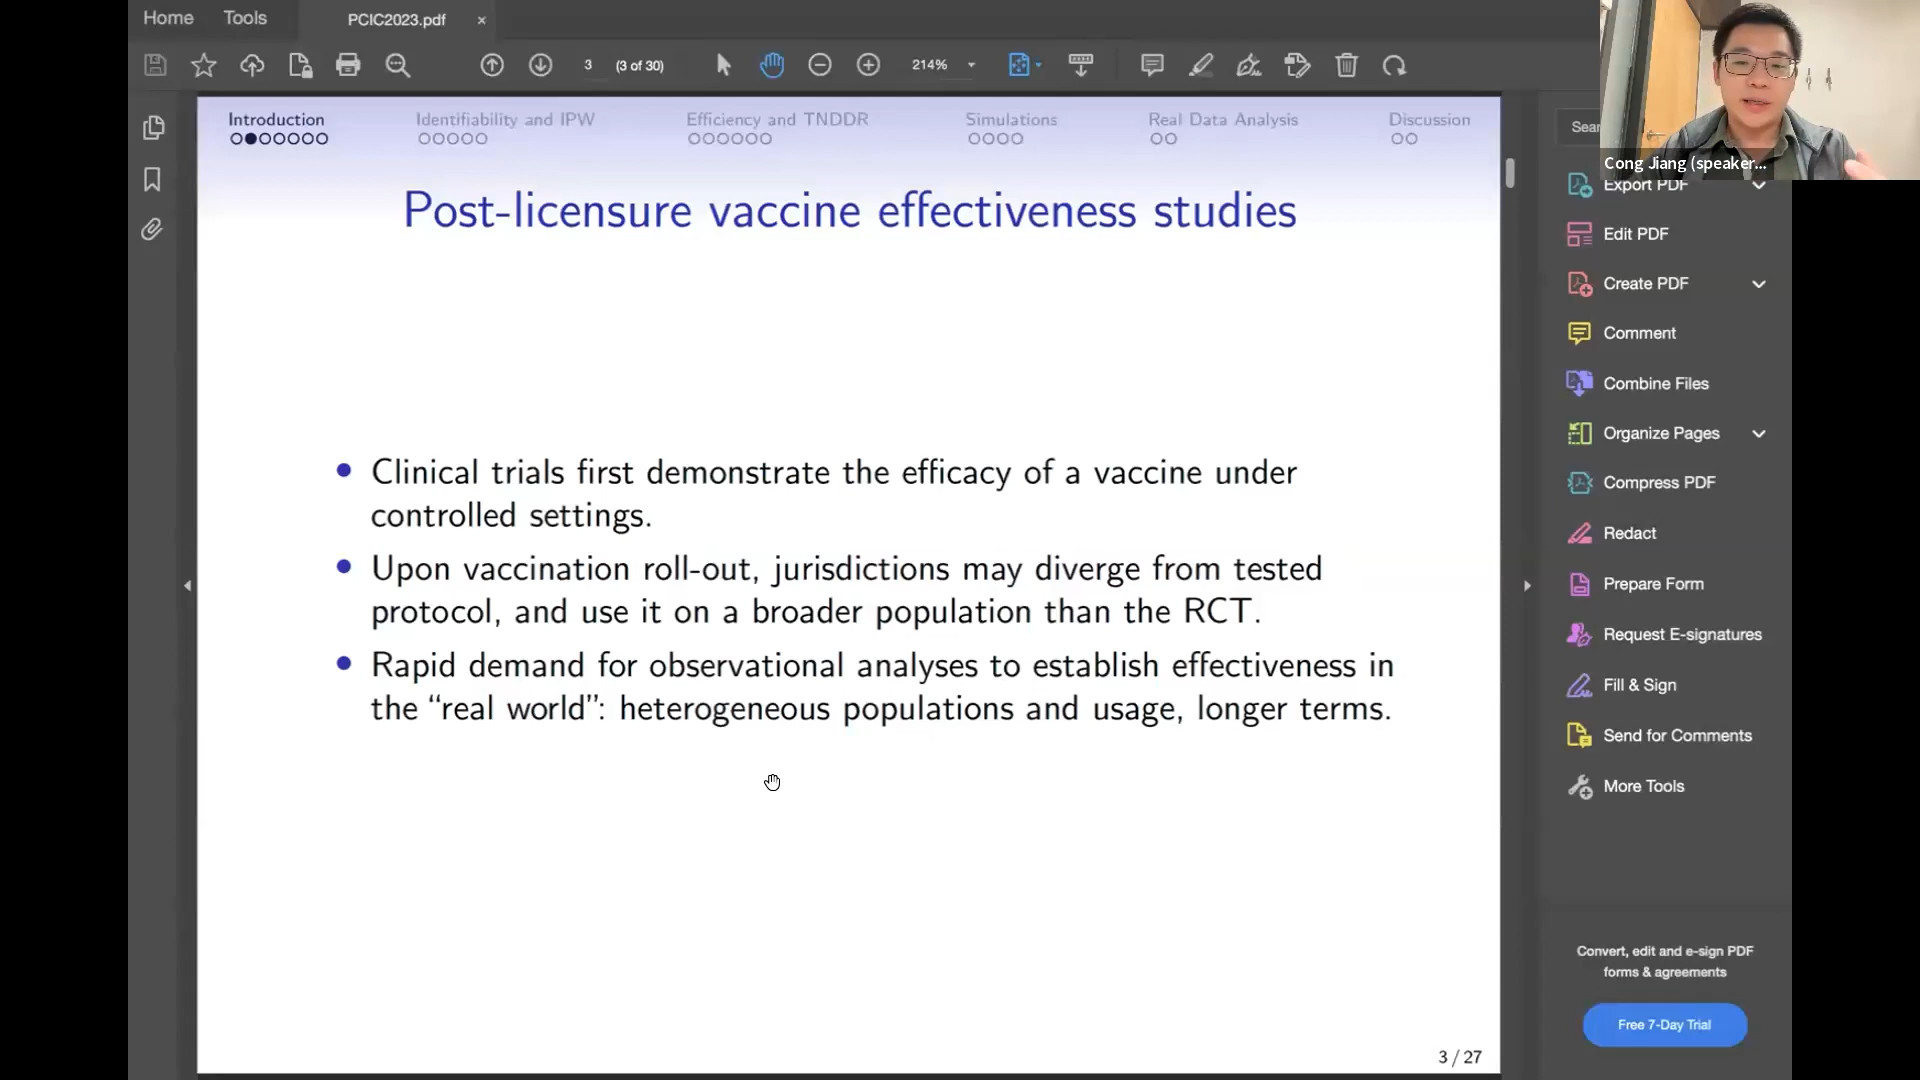 Home
Tools
PCIC2023.pdf
3
(3 of 30)
214%
Introduction
Identifiability and IPW
Efficiency and TNDDR
Simulations
Real Data Analysis
Discussion
Post-licensure vaccine effectiveness studies
• Clinical trials first demonstrate the efficacy of a vaccine under
controlled settings.
• Upon vaccination roll-out, jurisdictions may diverge from tested
protocol, and use it on a broader population than the RCT.
• Rapid demand for observational analyses to establish effectiveness in
the “real world”: heterogeneous populations and usage, longer terms.
3 / 27
Cong Jiang (speaker...
Export PDF
Edit PDF
Create PDF
Comment
Combine Files
Organize Pages
Compress PDF
Redact
Prepare Form
Request E-signatures
Fill & Sign
Send for Comments
More Tools
Convert, edit and e-sign PDF
forms & agreements
Free 7-Day Trial